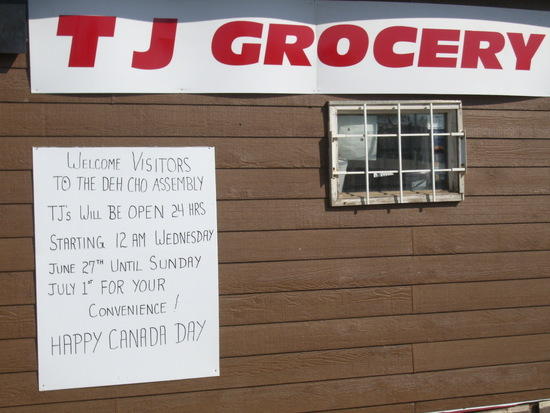 TJ GROCERY
WELCOME VISITORS
TO THE DEH CHO ASSEMBLY
TJ's WILL BE OPEN 24 HRS
STARTING 12 AM WEDNESDAY
JUNE 27TH UNTIL SUNDAY
JULY 1ST FOR YOUR
CONVENIENCE!
HAPPY CANADA DAY